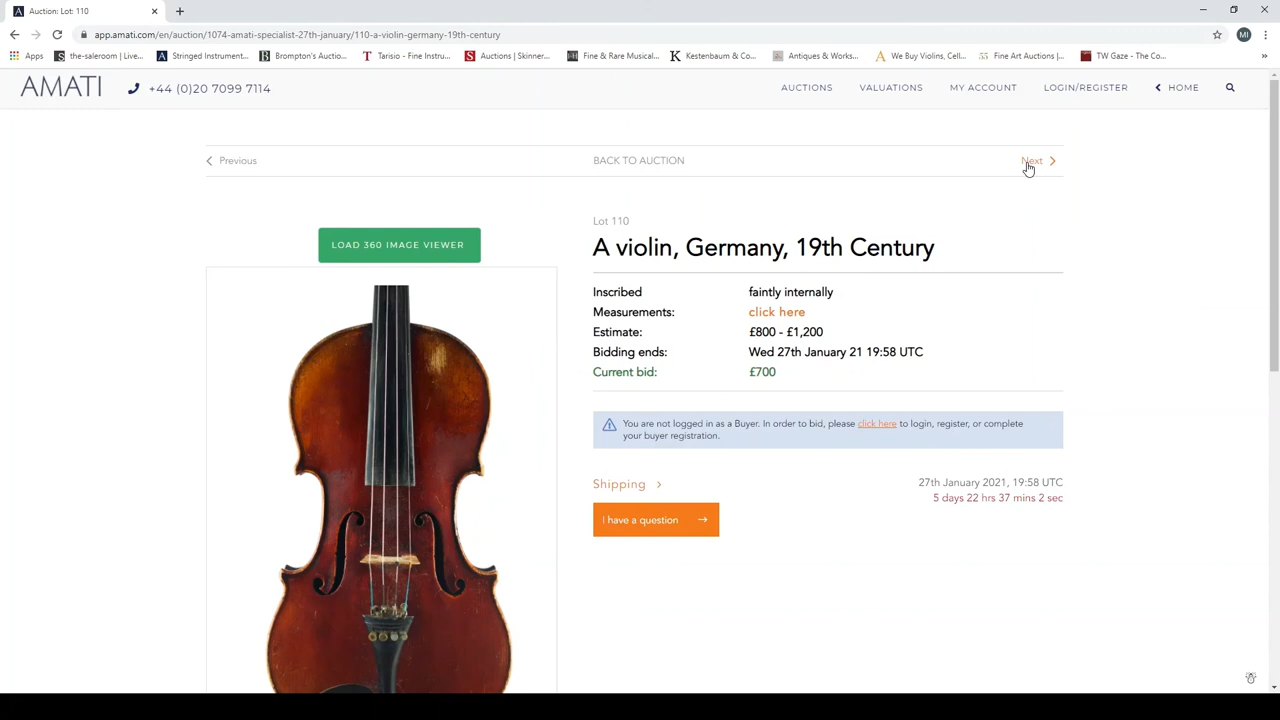 Auction: Lot: 110
app.amati.com/en/auction/1074-amati-specialist-27th-january/110-a-violin-germany-19th-century
MI
Apps
the-saleroom | Live...
Stringed Instrument...
Brompton's Auctio...
Tarisio - Fine Instru...
Auctions | Skinner...
Fine & Rare Musical...
Kestenbaum & Co...
Antiques & Works...
We Buy Violins, Cell...
Fine Art Auctions |...
TW Gaze - The Co...
AMATI
+44 (0)20 7099 7114
AUCTIONS
VALUATIONS
MY ACCOUNT
LOGIN/REGISTER
HOME
Previous
BACK TO AUCTION
Next
LOAD 360 IMAGE VIEWER
Lot 110
A violin, Germany, 19th Century
Inscribed faintly internally
Measurements: click here
Estimate: £800 - £1,200
Bidding ends: Wed 27th January 21 19:58 UTC
Current bid: £700
You are not logged in as a Buyer. In order to bid, please click here to login, register, or complete
your buyer registration.
Shipping
27th January 2021, 19:58 UTC
5 days 22 hrs 37 mins 2 sec
I have a question